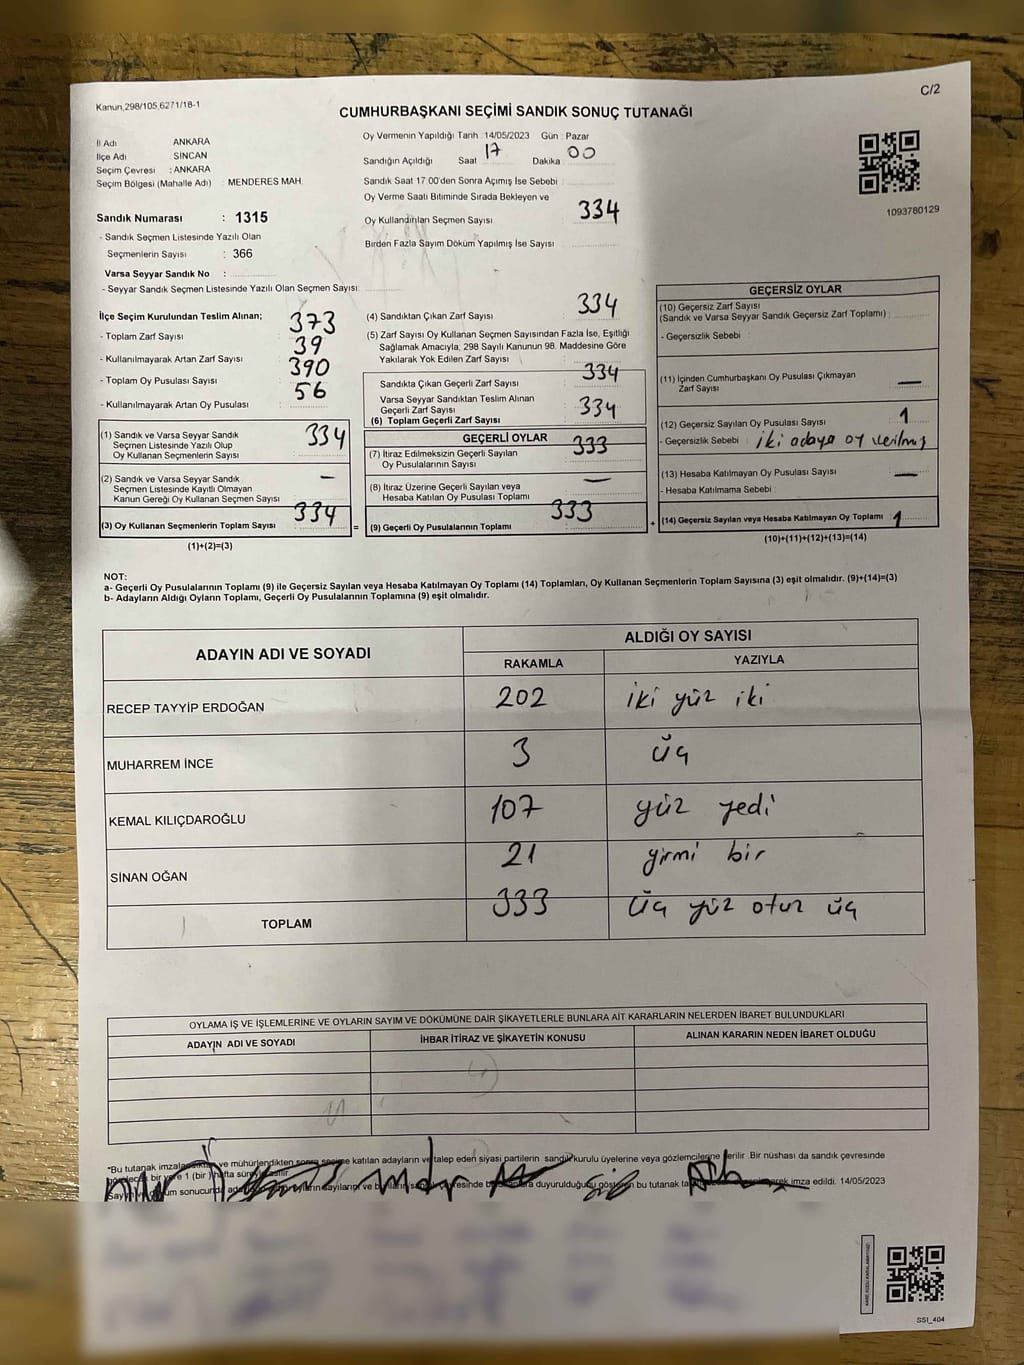 Kanun,298/105,6271/18-1
C/2
CUMHURBAŞKANI SEÇİMİ SANDIK SONUÇ TUTANAĞI
İl Adı ANKARA
İlçe Adı SİNCAN
Seçim Çevresi : ANKARA
Seçim Bölgesi (Mahalle Adı) : MENDERES MAH.
Sandık Numarası : 1315
- Sandık Seçmen Listesinde Yazılı Olan
Seçmenlerin Sayısı : 366
Varsa Seyyar Sandık No :
- Seyyar Sandık Seçmen Listesinde Yazılı Olan Seçmen Sayısı:
Oy Vermenin Yapıldığı Tarih 14/05/2023 Gün : Pazar
Sandığın Açıldığı Saat 17 Dakika 00
Sandık Saat 17.00'den Sonra Açımış İse Sebebi :
Oy Verme Saati Bitiminde Sırada Bekleyen ve
Oy Kullandırılan Seçmen Sayısı 334
Birden Fazla Sayım Döküm Yapılmış İse Sayısı
1093780129
İlçe Seçim Kurulundan Teslim Alınan;
- Toplam Zarf Sayısı : 373
- Kullanılmayarak Artan Zarf Sayısı : 39
- Toplam Oy Pusulası Sayısı : 390
- Kullanılmayarak Artan Oy Pusulası : 56
(1) Sandık ve Varsa Seyyar Sandık
Seçmen Listesinde Yazılı Olup
Oy Kullanan Seçmenlerin Sayısı 334
(2) Sandık ve Varsa Seyyar Sandık
Seçmen Listesinde Kayıtlı Olmayan
Kanun Gereği Oy Kullanan Seçmen Sayısı –
(3) Oy Kullanan Seçmenlerin Toplam Sayısı 334 =
(1)+(2)=(3)
(4) Sandıktan Çıkan Zarf Sayısı 334
(5) Zarf Sayısı Oy Kullanan Seçmen Sayısından Fazla İse, Eşitliği
Sağlamak Amacıyla; 298 Sayılı Kanunun 98. Maddesine Göre
Yakılarak Yok Edilen Zarf Sayısı :
Sandıkta Çıkan Geçerli Zarf Sayısı 334
Varsa Seyyar Sandıktan Teslim Alınan
Geçerli Zarf Sayısı
(6) Toplam Geçerli Zarf Sayısı 334
GEÇERLİ OYLAR
(7) İtiraz Edilmeksizin Geçerli Sayılan
Oy Pusulalarının Sayısı 333
(8) İtiraz Üzerine Geçerli Sayılan veya
Hesaba Katılan Oy Pusulası Toplamı –
(9) Geçerli Oy Pusulalarının Toplamı 333 +
GEÇERSİZ OYLAR
(10) Geçersiz Zarf Sayısı
(Sandık ve Varsa Seyyar Sandık Geçersiz Zarf Toplamı) :
- Geçersizlik Sebebi :
(11) İçinden Cumhurbaşkanı Oy Pusulası Çıkmayan
Zarf Sayısı –
(12) Geçersiz Sayılan Oy Pusulası Sayısı 1
- Geçersizlik Sebebi : iki adaya oy verilmiş
(13) Hesaba Katılmayan Oy Pusulası Sayısı –
- Hesaba Katılmama Sebebi :
(14) Geçersiz Sayılan veya Hesaba Katılmayan Oy Toplamı 1
(10)+(11)+(12)+(13)=(14)
NOT:
a- Geçerli Oy Pusulalarının Toplamı (9) ile Geçersiz Sayılan veya Hesaba Katılmayan Oy Toplamı (14) Toplamları, Oy Kullanan Seçmenlerin Toplam Sayısına (3) eşit olmalıdır. (9)+(14)=(3)
b- Adayların Aldığı Oyların Toplamı, Geçerli Oy Pusulalarının Toplamına (9) eşit olmalıdır.
ADAYIN ADI VE SOYADI ALDIĞI OY SAYISI
RAKAMLA YAZIYLA
RECEP TAYYİP ERDOĞAN 202 iki yüz iki
MUHARREM İNCE 3 üç
KEMAL KILIÇDAROĞLU 107 yüz yedi
SİNAN OĞAN 21 yirmi bir
TOPLAM 333 üç yüz otuz üç
OYLAMA İŞ VE İŞLEMLERİNE VE OYLARIN SAYIM VE DÖKÜMÜNE DAİR ŞİKAYETLERLE BUNLARA AİT KARARLARIN NELERDEN İBARET BULUNDUKLARI
ADAYIN ADI VE SOYADI İHBAR İTİRAZ VE ŞİKAYETİN KONUSU ALINAN KARARIN NEDEN İBARET OLDUĞU
*Bu tutanak ve mühürlendikten sonra seçime katılan adayların ve talep eden siyasi partilerin sandık kurulu üyelerine veya gözlemcilerine verilir. Bir nüshası da sandık çevresinde
bir yere 1 (bir) hafta
sonucunda duyurulduğunu gösteren bu tutanak imza edildi. 14/05/2023
SS1_404